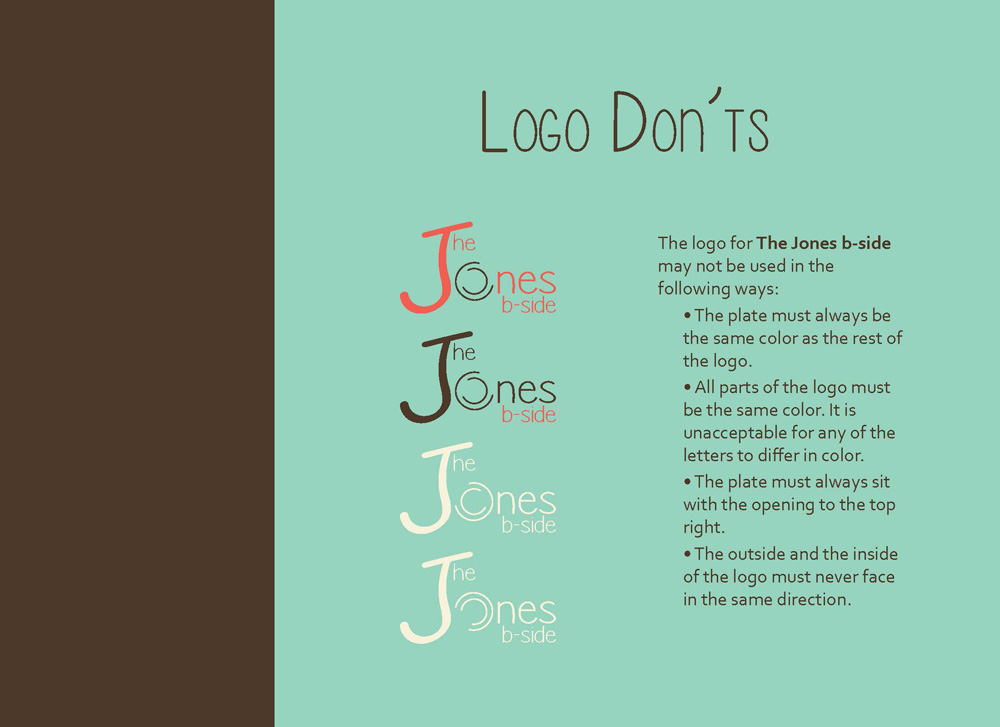 Logo Don'ts
The
Jones
b-side
The
Jones
b-side
The
Jones
b-side
The
Jones
b-side
The logo for The Jones b-side
may not be used in the
following ways:
• The plate must always be
the same color as the rest of
the logo.
• All parts of the logo must
be the same color. It is
unacceptable for any of the
letters to differ in color.
• The plate must always sit
with the opening to the top
right.
• The outside and the inside
of the logo must never face
in the same direction.